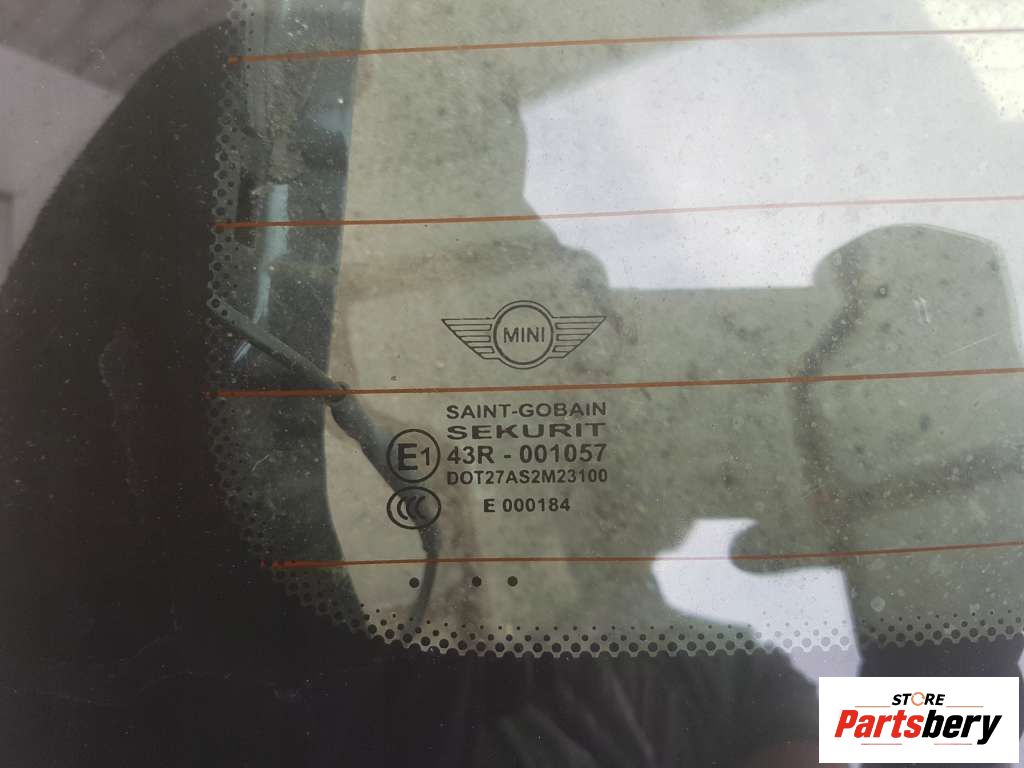 MINI
SAINT-GOBAIN
SEKURIT
E1 43R - 001057
DOT27AS2M23100
CCC E 000184
STORE
Partsbery